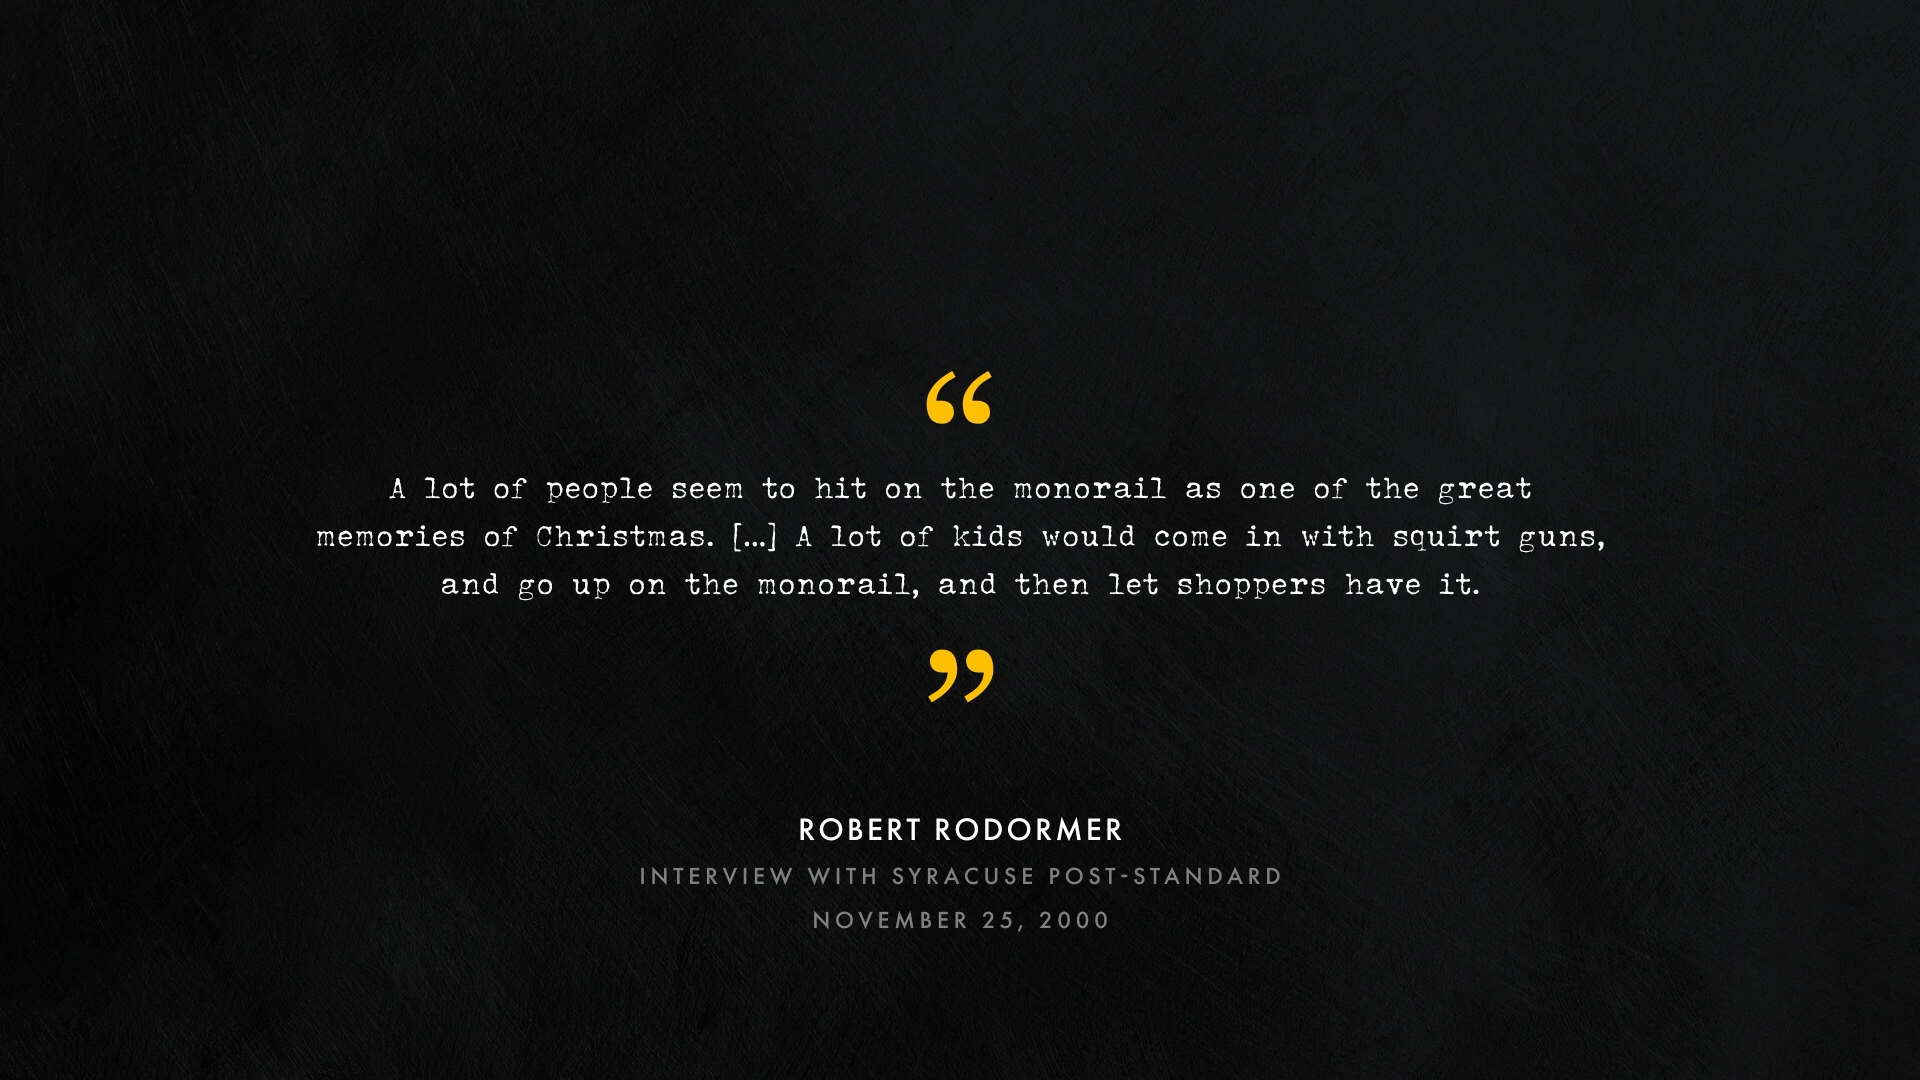 “
A lot of people seem to hit on the monorail as one of the great
memories of Christmas. [...] A lot of kids would come in with squirt guns,
and go up on the monorail, and then let shoppers have it.
”
ROBERT RODORMER
INTERVIEW WITH SYRACUSE POST-STANDARD
NOVEMBER 25, 2000